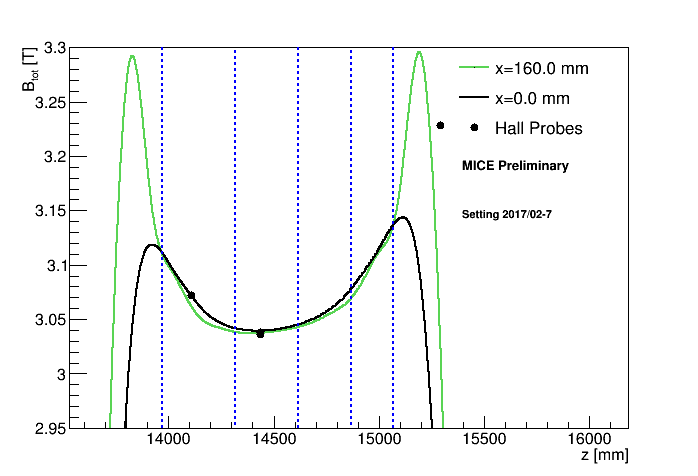 B_tot [T]
3.3
3.25
3.2
3.15
3.1
3.05
3
2.95
x=160.0 mm
x=0.0 mm
Hall Probes
MICE Preliminary
Setting 2017/02-7
14000 14500 15000 15500 16000
z [mm]